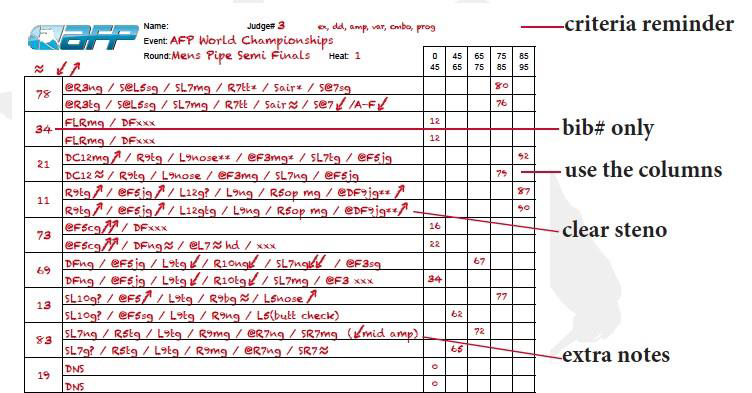 afp Name: Judge# 3 ex, dd, amp, var, cmbo, prog criteria reminder
Event: AFP World Championships
Round: Mens Pipe Semi Finals Heat: 1
0 45 65 75 85
45 65 75 85 95
≈ ↙ ↗
78 @R3ng / S@L5sg / SL7mg / R7tt* / Sair* / S@7sg 80
@R3tg / S@L5sg / SL5mg / R7tt / Sair ≈ / S@7 ↙ /A-F↙ 76
34 FLRmg / DFxxx 12 bib# only
FLRmg / DFxxx 12
21 DC12mg↗ / R9tg / L9nose** / @F3mg* / SL7tg / @F5jg 92
DC12 ≈ / R9tg / L9nose / @F3mg / SL7ng / @F5jg 79 use the columns
11 R9tg↗ / @F5jg↗ / L12g? / L9ng / R5op mg / @DF9jg** ↗ 87
R9tg↗ / @F5jg↗ / L12gtg / L9ng / R5op mg / @DF9jg**↗ 90
73 @F5cg↗↗ / DFxxx 16 clear steno
@F5cg↗↗ / DFng ≈ / @L7 ≈ hd / xxx 22
69 DFng / @F5jg / L9tg↙ / R10ng↙ / SL7ng↙↙ / @F3sg 67
DFng / @F5jg / L9tg↙ / R10tg↙ / SL7mg / @F3 xxx 34
13 SL10g? / @F5↗ / L9tg / R9bg ≈ / L5nose ↗ 77
SL10g? / @F5sg / L9tg / R9ng / L5(butt check) 62
83 SL7ng / R5tg / L9tg / R9mg / @R7ng / SR7mg (↙mid amp) 72
SL7g? / R5tg / L9tg / R9mg / @R7ng / SR7 ≈ 65 extra notes
19 DNS 0
DNS 0